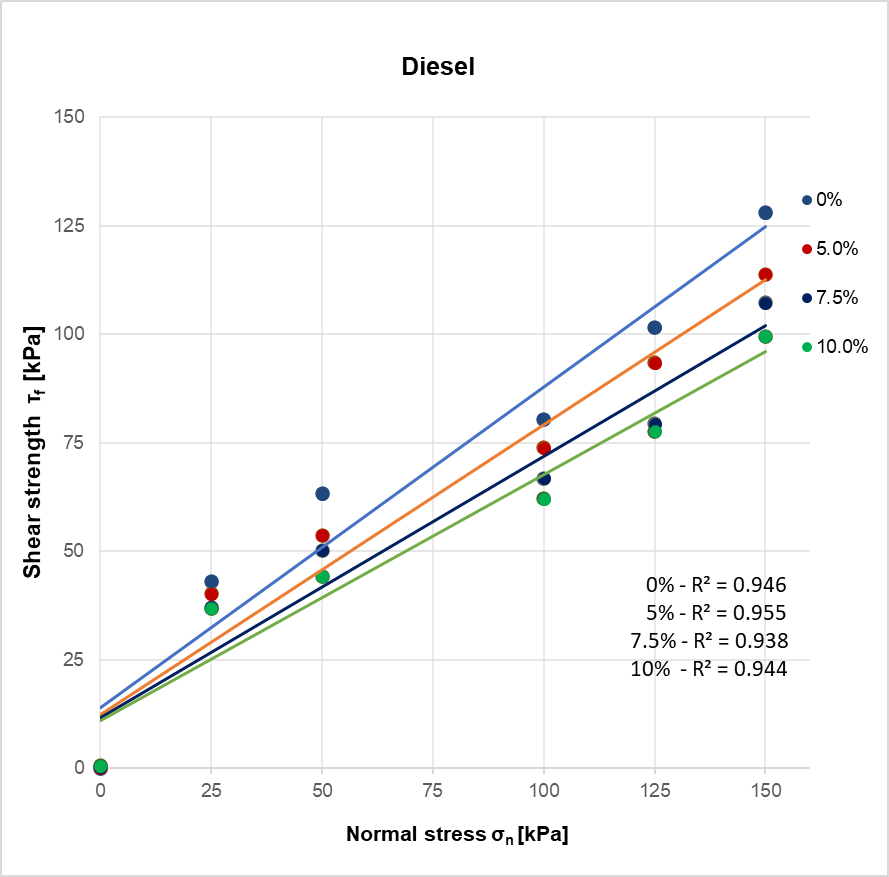 Diesel
150
125
100
75
50
25
0
0
25
50
75
100
125
150
Shear strength τf [kPa]
Normal stress σn [kPa]
0%
5.0%
7.5%
10.0%
0% - R² = 0.946
5% - R² = 0.955
7.5% - R² = 0.938
10% - R² = 0.944